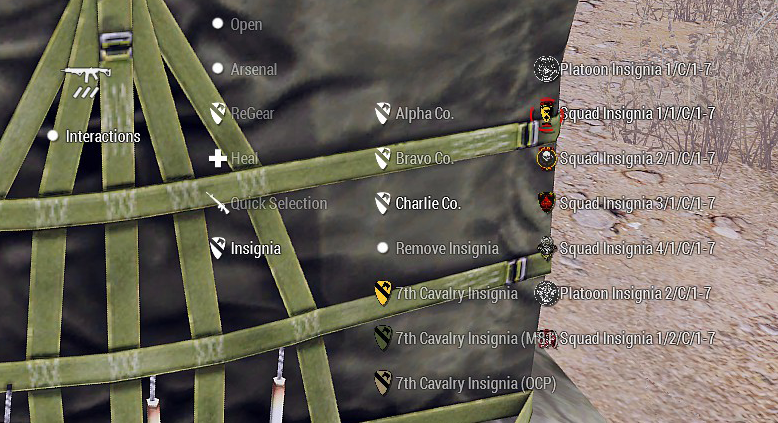 Open
Arsenal
ReGear
Heal
Quick Selection
Insignia
Interactions
Alpha Co.
Bravo Co.
Charlie Co.
Remove Insignia
7th Cavalry Insignia
7th Cavalry Insignia (M81)
7th Cavalry Insignia (OCP)
Platoon Insignia 1/C/1-7
Squad Insignia 1/1/C/1-7
Squad Insignia 2/1/C/1-7
Squad Insignia 3/1/C/1-7
Squad Insignia 4/1/C/1-7
Platoon Insignia 2/C/1-7
Squad Insignia 1/2/C/1-7